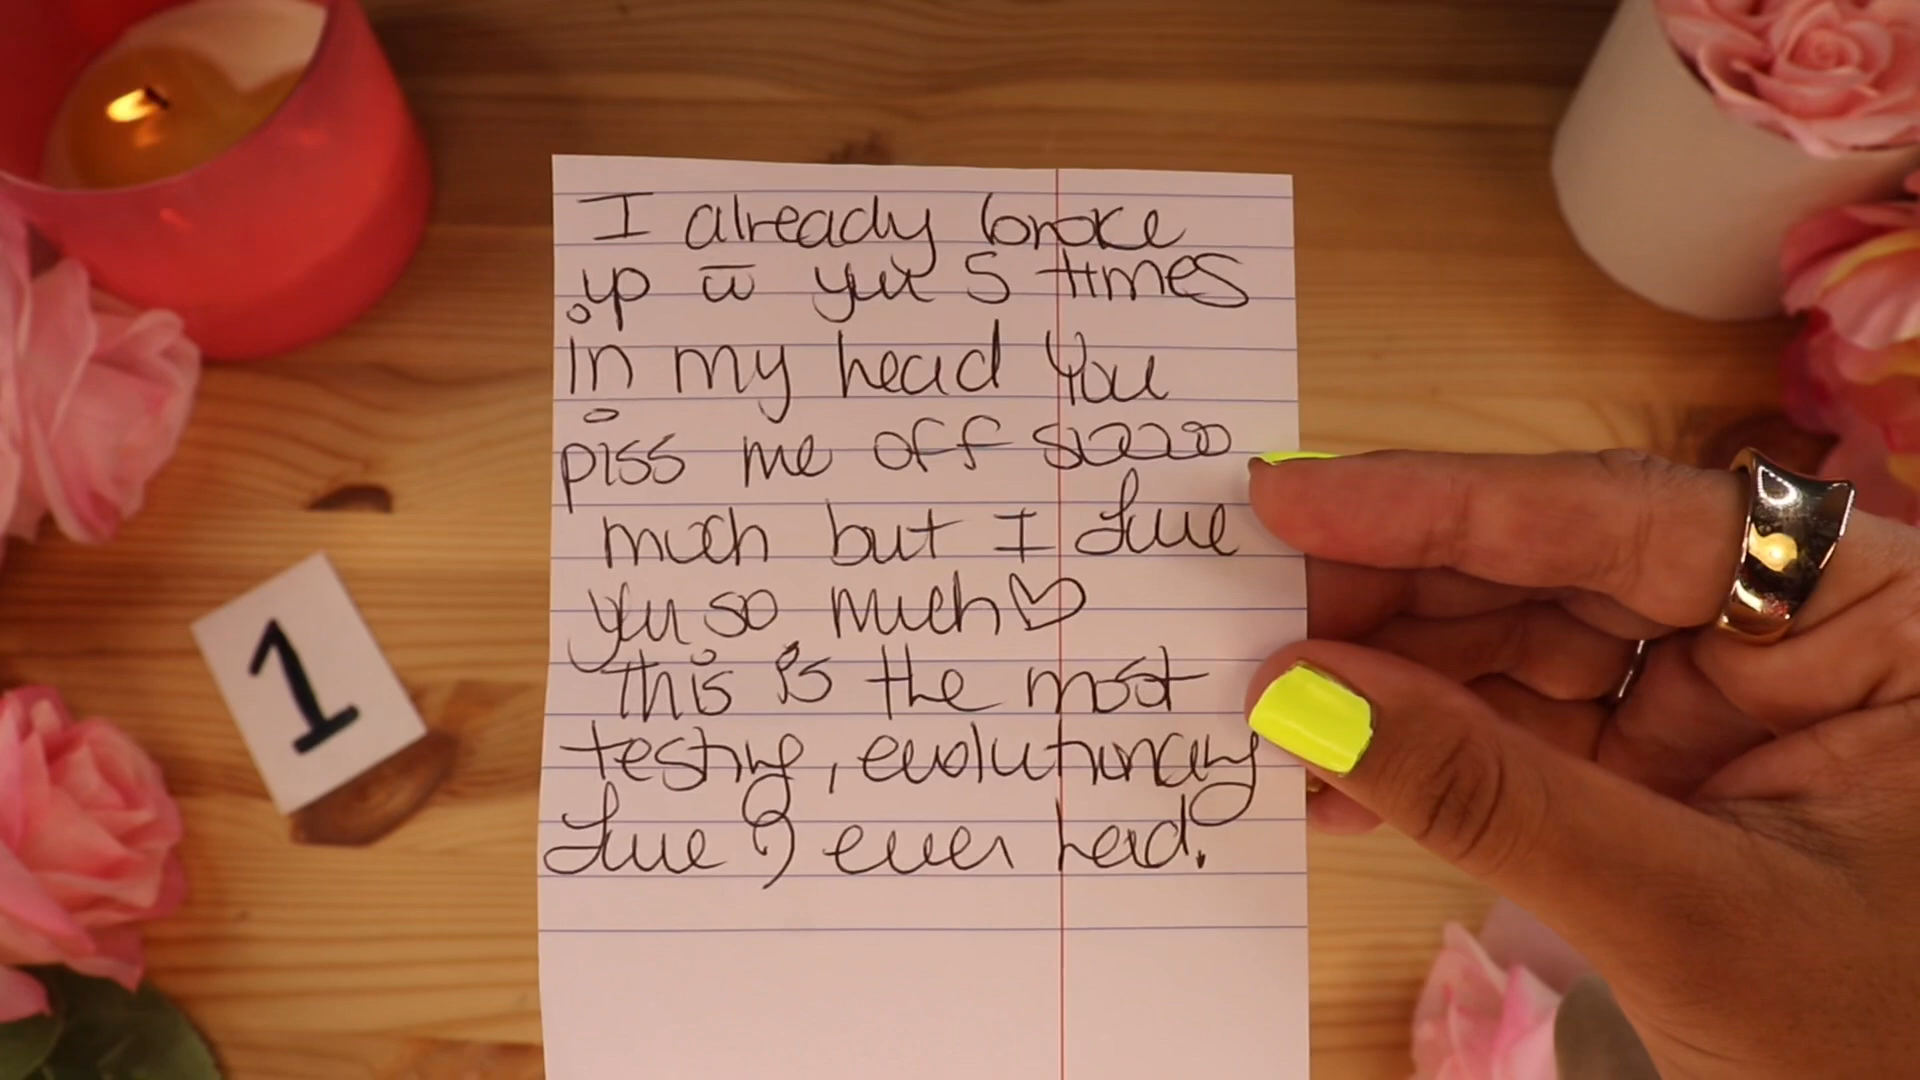 I already broke
up w̅ you 5 times
in my head You
piss me off soooo
much but I Love
you so much♡
this is the most
testing, evolutionary
Love I ever had.
1